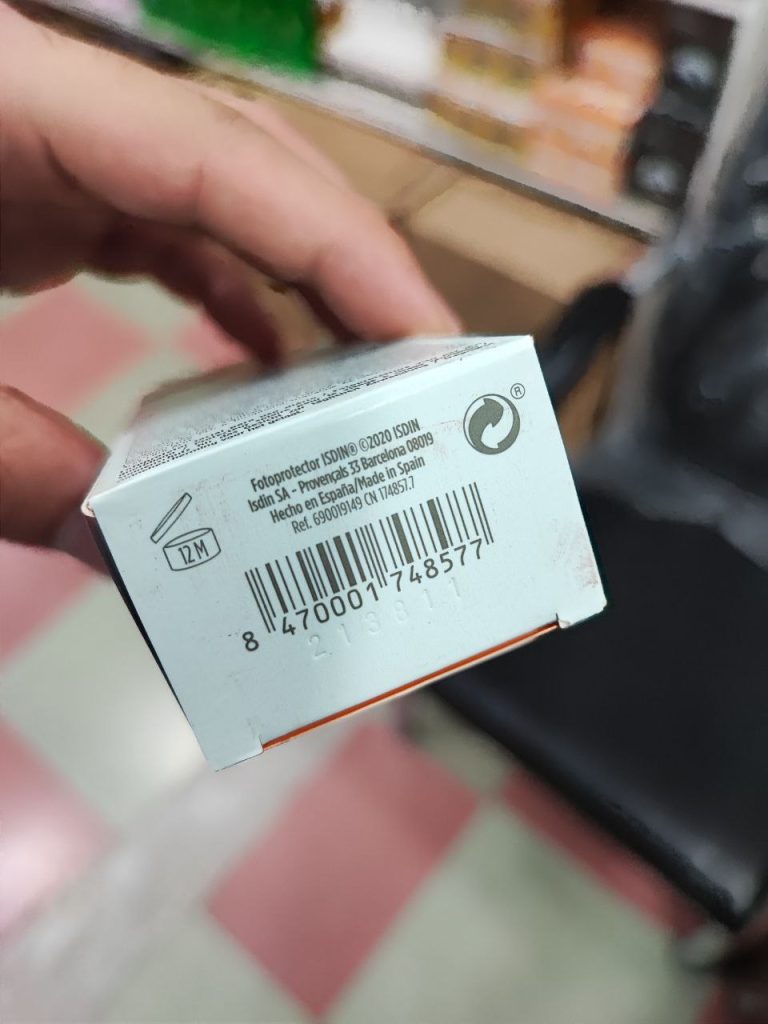 Fotoprotector ISDIN® ©2020 ISDIN
Isdin SA - Provençals 33 Barcelona 08019
Hecho en España/Made in Spain
Ref. 690019149 CN 174857.7
12M
8 470001 748577
213811
®